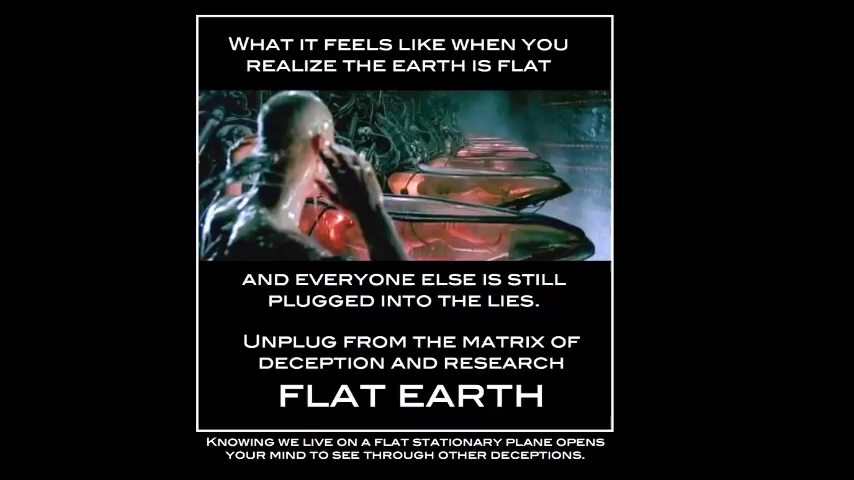 What it feels like when you
realize the earth is flat
and everyone else is still
plugged into the lies.
Unplug from the matrix of
deception and research
FLAT EARTH
Knowing we live on a flat stationary plane opens
your mind to see through other deceptions.